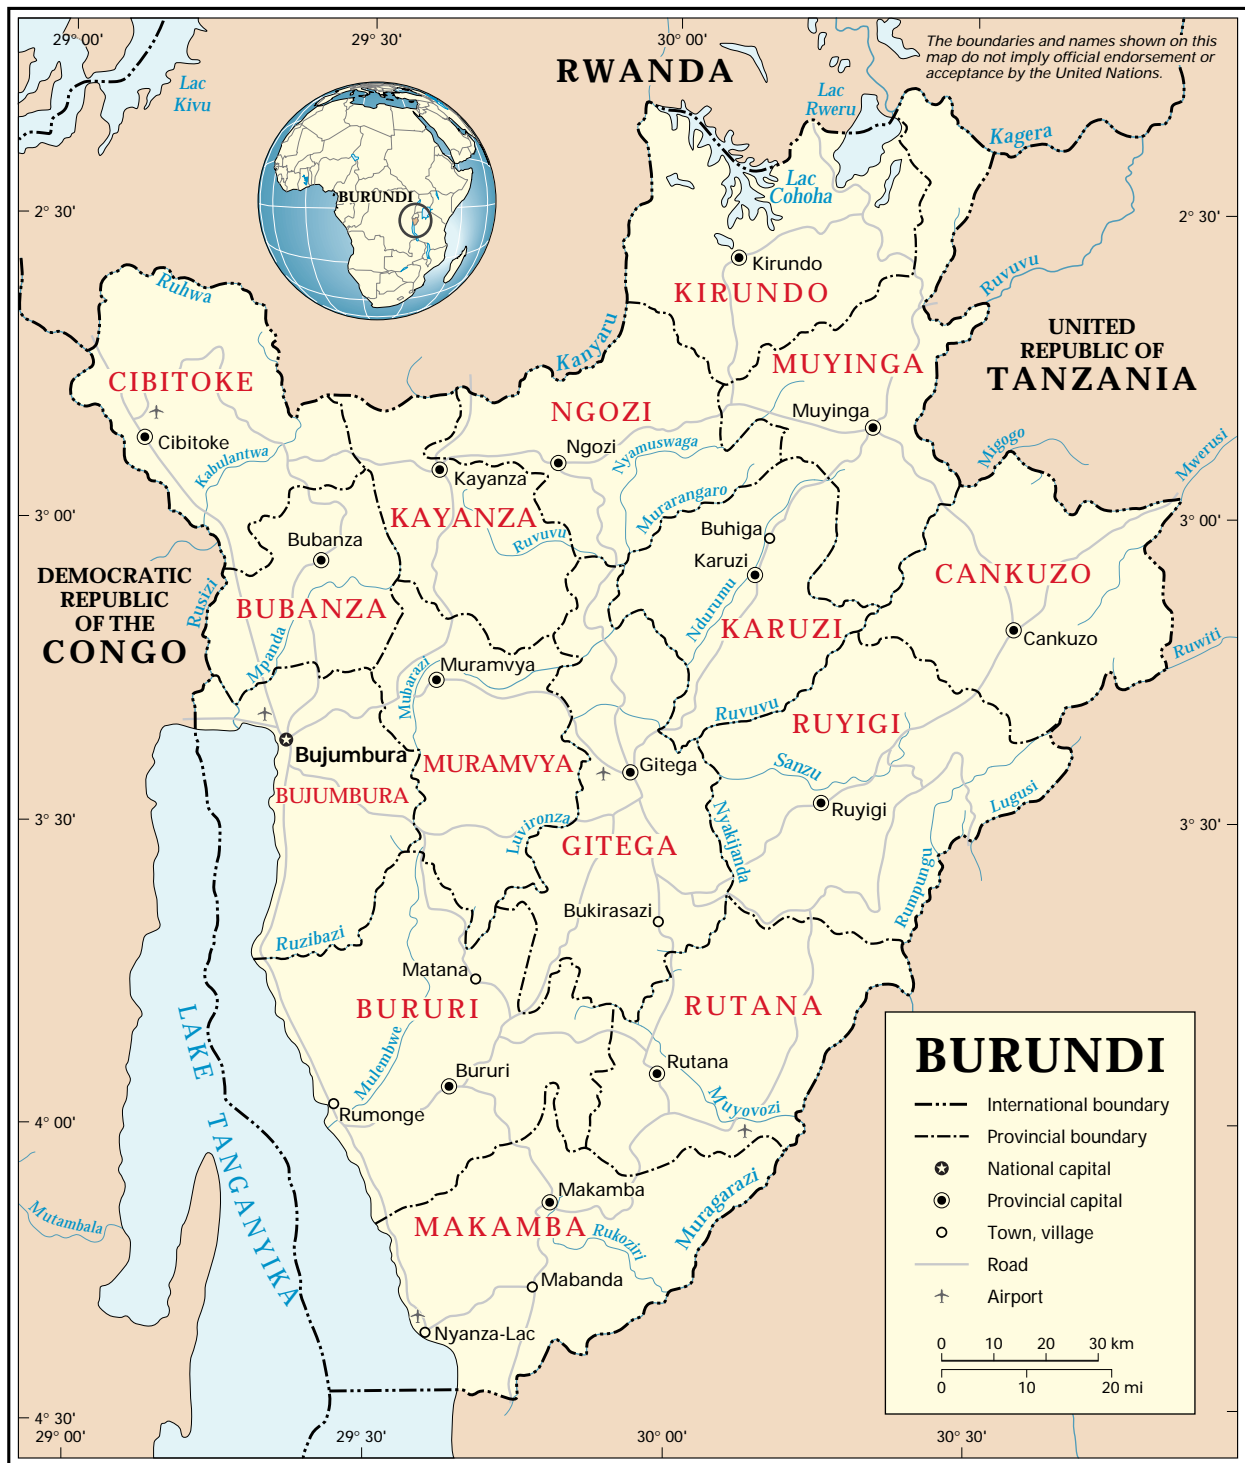 29° 00'
29° 30'
30° 00'
The boundaries and names shown on this
map do not imply official endorsement or
acceptance by the United Nations.
RWANDA
Lac
Kivu
Lac
Rweru
Kagera
Lac
Cohoha
BURUNDI
2° 30'
2° 30'
Kirundo
KIRUNDO
Ruvuvu
Ruhwa
Kanyaru
UNITED
REPUBLIC OF
TANZANIA
CIBITOKE
MUYINGA
NGOZI
Muyinga
Cibitoke
Kabulantwa
Ngozi
Nyamuswaga
Migogo
Mwerusi
Kayanza
Murarangaro
KAYANZA
3° 00'
3° 00'
Buhiga
Ruvuvu
Bubanza
Karuzi
DEMOCRATIC
REPUBLIC
OF THE
CONGO
CANKUZO
Rusizi
BUBANZA
Ndurumu
KARUZI
Cankuzo
Mpanda
Ruwiti
Mubarazi
Muramvya
Ruvuvu
RUYIGI
Bujumbura
MURAMVYA
Gitega
Sanzu
BUJUMBURA
Ruyigi
Lugusi
3° 30'
3° 30'
Luvironza
GITEGA
Nyakijanda
Rumpungu
Bukirasazi
Ruzibazi
Matana
BURURI
RUTANA
LAKE TANGANYIKA
Mulembwe
Bururi
Rutana
Rumonge
Muyovozi
4° 00'
Makamba
Muragarazi
MAKAMBA
Rukoziri
Mutambala
Mabanda
Nyanza-Lac
BURUNDI
International boundary
Provincial boundary
National capital
Provincial capital
Town, village
Road
Airport
0 10 20 30 km
0 10 20 mi
4° 30'
29° 00'
29° 30'
30° 00'
30° 30'